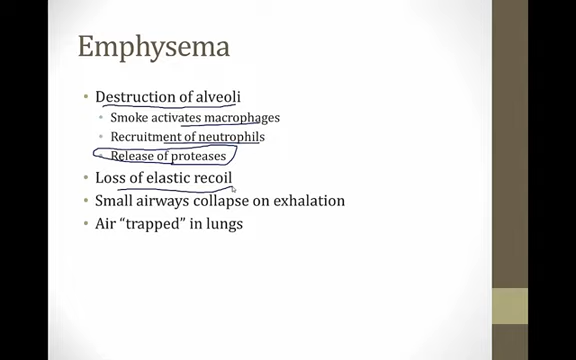 Emphysema
• Destruction of alveoli
• Smoke activates macrophages
• Recruitment of neutrophils
• Release of proteases
• Loss of elastic recoil
• Small airways collapse on exhalation
• Air “trapped” in lungs